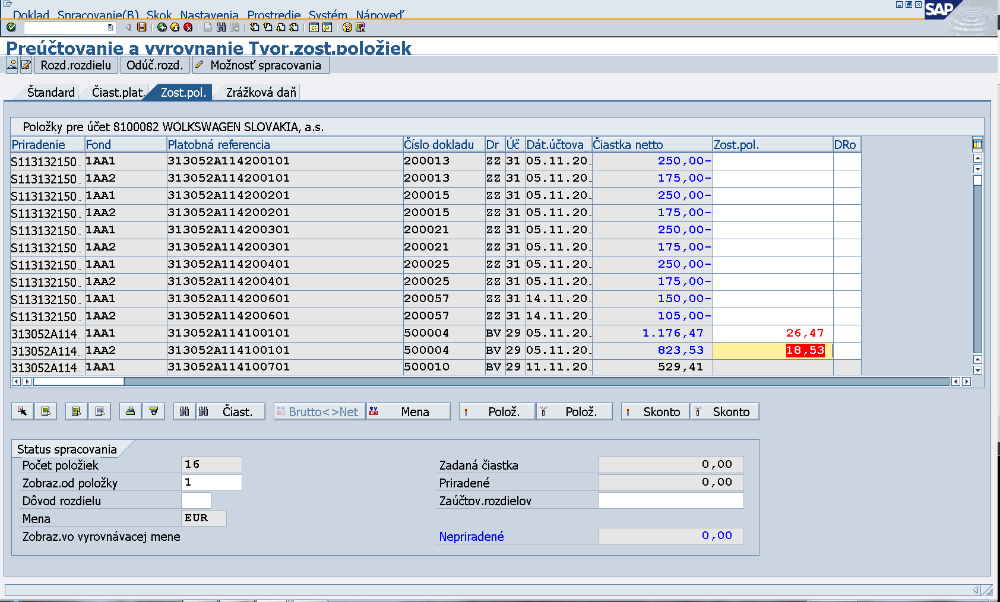 Doklad Spracovanie(B) Skok Nastavenia Prostredie Systém Nápoveď
SAP
Preúčtovanie a vyrovnanie Tvor.zost.položiek
Rozd.rozdielu Odúč.rozd. Možnosť spracovania
Štandard Čiast.plat. Zost.pol. Zrážková daň
Položky pre účet 8100082 WOLKSWAGEN SLOVAKIA, a.s.
Priradenie Fond Platobná referencia Číslo dokladu Dr Úč Dát.účtova Čiastka netto Zost.pol. DRo
S113132150 1AA1 313052A114200101 200013 ZZ 31 05.11.20 250,00-
S113132150 1AA2 313052A114200101 200013 ZZ 31 05.11.20 175,00-
S113132150 1AA1 313052A114200201 200015 ZZ 31 05.11.20 250,00-
S113132150 1AA2 313052A114200201 200015 ZZ 31 05.11.20 175,00-
S113132150 1AA1 313052A114200301 200021 ZZ 31 05.11.20 250,00-
S113132150 1AA2 313052A114200301 200021 ZZ 31 05.11.20 175,00-
S113132150 1AA1 313052A114200401 200025 ZZ 31 05.11.20 250,00-
S113132150 1AA2 313052A114200401 200025 ZZ 31 05.11.20 175,00-
S113132150 1AA1 313052A114200601 200057 ZZ 31 14.11.20 150,00-
S113132150 1AA2 313052A114200601 200057 ZZ 31 14.11.20 105,00-
313052A114 1AA1 313052A114100101 500004 BV 29 05.11.20 1.176,47 26,47
313052A114 1AA2 313052A114100101 500004 BV 29 05.11.20 823,53 18,53
313052A114 1AA1 313052A114100701 500010 BV 29 11.11.20 529,41
Čiast. Brutto<>Net Mena Polož. Polož. Skonto Skonto
Status spracovania
Počet položiek 16 Zadaná čiastka 0,00
Zobraz.od položky 1 Priradené 0,00
Dôvod rozdielu Zaúčtov.rozdielov
Mena EUR
Zobraz.vo vyrovnávacej mene Nepriradené 0,00